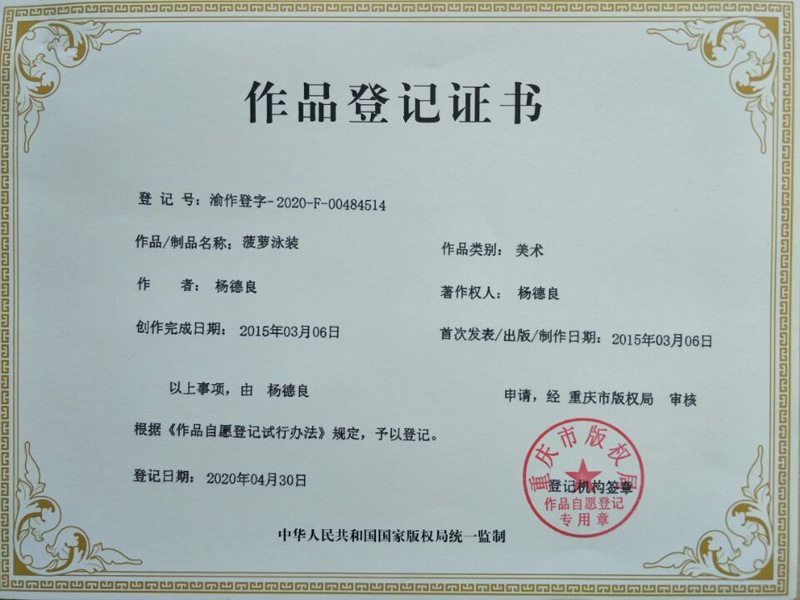 作品登记证书
登 记 号：渝作登字-2020-F-00484514
作品/制品名称：菠萝泳装 作品类别：美术
作 者：杨德良 著作权人：杨德良
创作完成日期：2015年03月06日 首次发表/出版/制作日期：2015年03月06日
以上事项，由 杨德良 申请，经 重庆市版权局 审核
根据《作品自愿登记试行办法》规定，予以登记。
登记日期：2020年04月30日
重庆市版权局
登记机构签章
作品自愿登记
专用章
中华人民共和国国家版权局统一监制